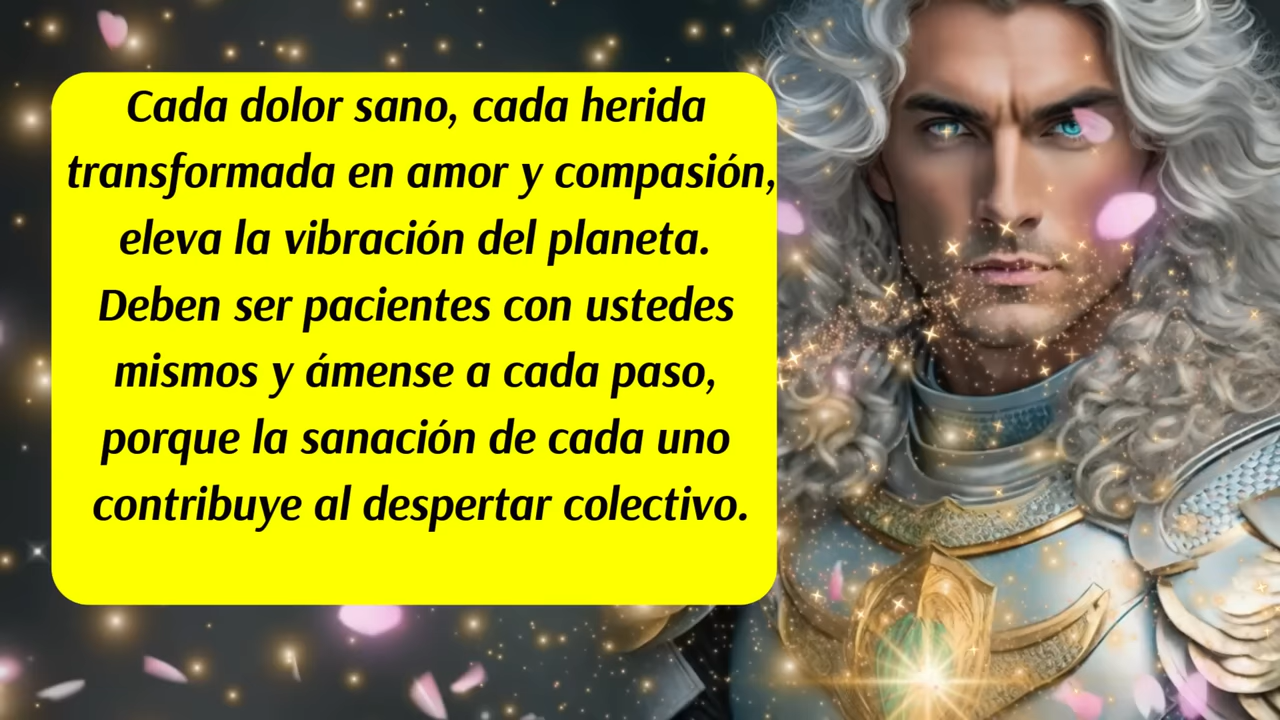 Cada dolor sano, cada herida
transformada en amor y compasión,
eleva la vibración del planeta.
Deben ser pacientes con ustedes
mismos y ámense a cada paso,
porque la sanación de cada uno
contribuye al despertar colectivo.